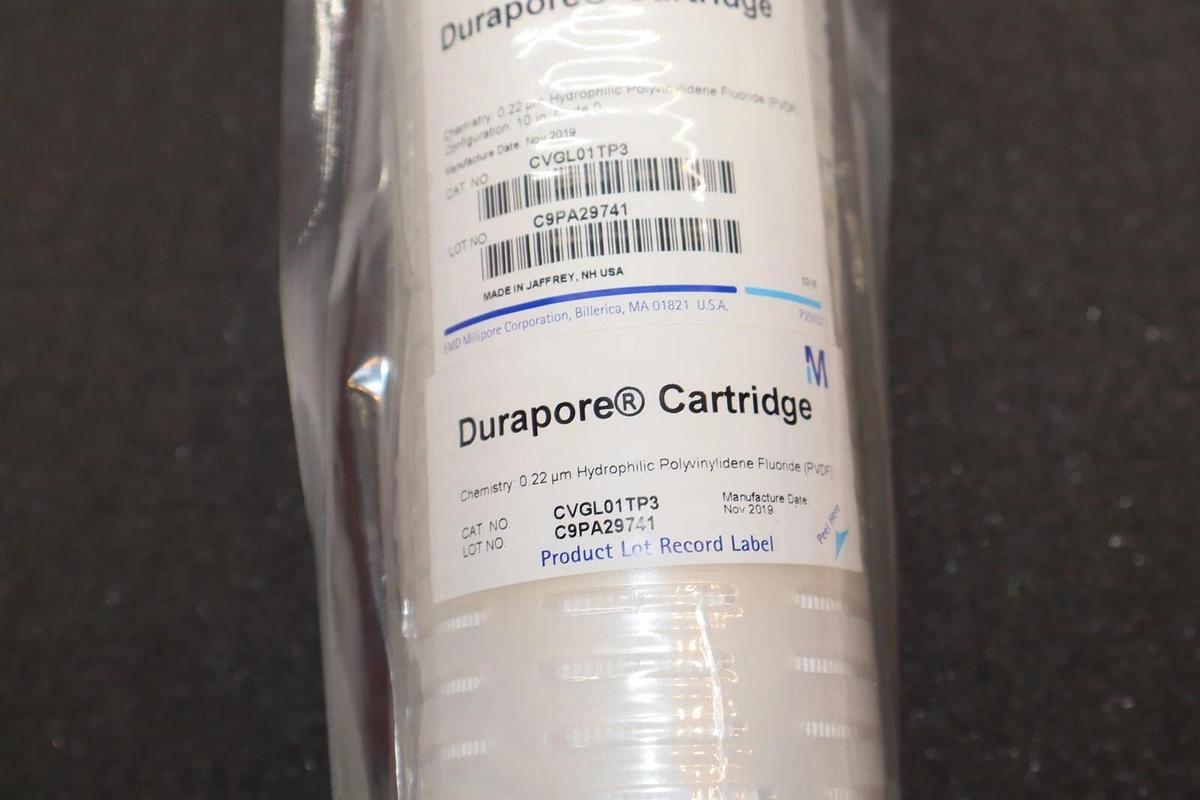 Durapore® Cartridge
Chemistry: 0.22 µm Hydrophilic Polyvinylidene Fluoride (PVDF)
Configuration: 10 in.
Manufacture Date: Nov 2019
CAT. NO. CVGL01TP3
LOT NO. C9PA29741
MADE IN JAFFREY, NH USA
EMD Millipore Corporation, Billerica, MA 01821 U.S.A.
M
Durapore® Cartridge
Chemistry: 0.22 µm Hydrophilic Polyvinylidene Fluoride (PVDF)
CAT. NO. CVGL01TP3 Manufacture Date:
LOT NO. C9PA29741 Nov 2019
Product Lot Record Label
Peel Here